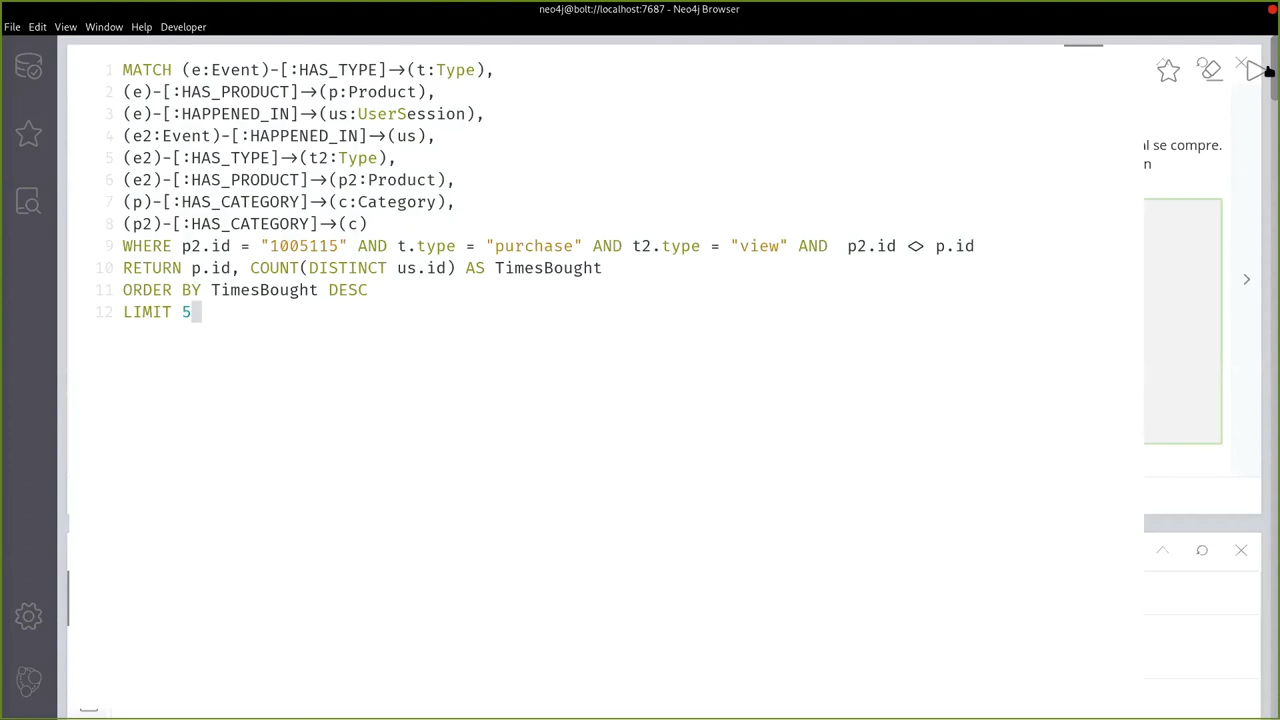 neo4j@bolt://localhost:7687 - Neo4j Browser
File Edit View Window Help Developer
1 MATCH (e:Event)-[:HAS_TYPE]->(t:Type),
2 (e)-[:HAS_PRODUCT]->(p:Product),
3 (e)-[:HAPPENED_IN]->(us:UserSession),
4 (e2:Event)-[:HAPPENED_IN]->(us),
5 (e2)-[:HAS_TYPE]->(t2:Type),
6 (e2)-[:HAS_PRODUCT]->(p2:Product),
7 (p)-[:HAS_CATEGORY]->(c:Category),
8 (p2)-[:HAS_CATEGORY]->(c)
9 WHERE p2.id = "1005115" AND t.type = "purchase" AND t2.type = "view" AND  p2.id <> p.id
10 RETURN p.id, COUNT(DISTINCT us.id) AS TimesBought
11 ORDER BY TimesBought DESC
12 LIMIT 5
se compre.